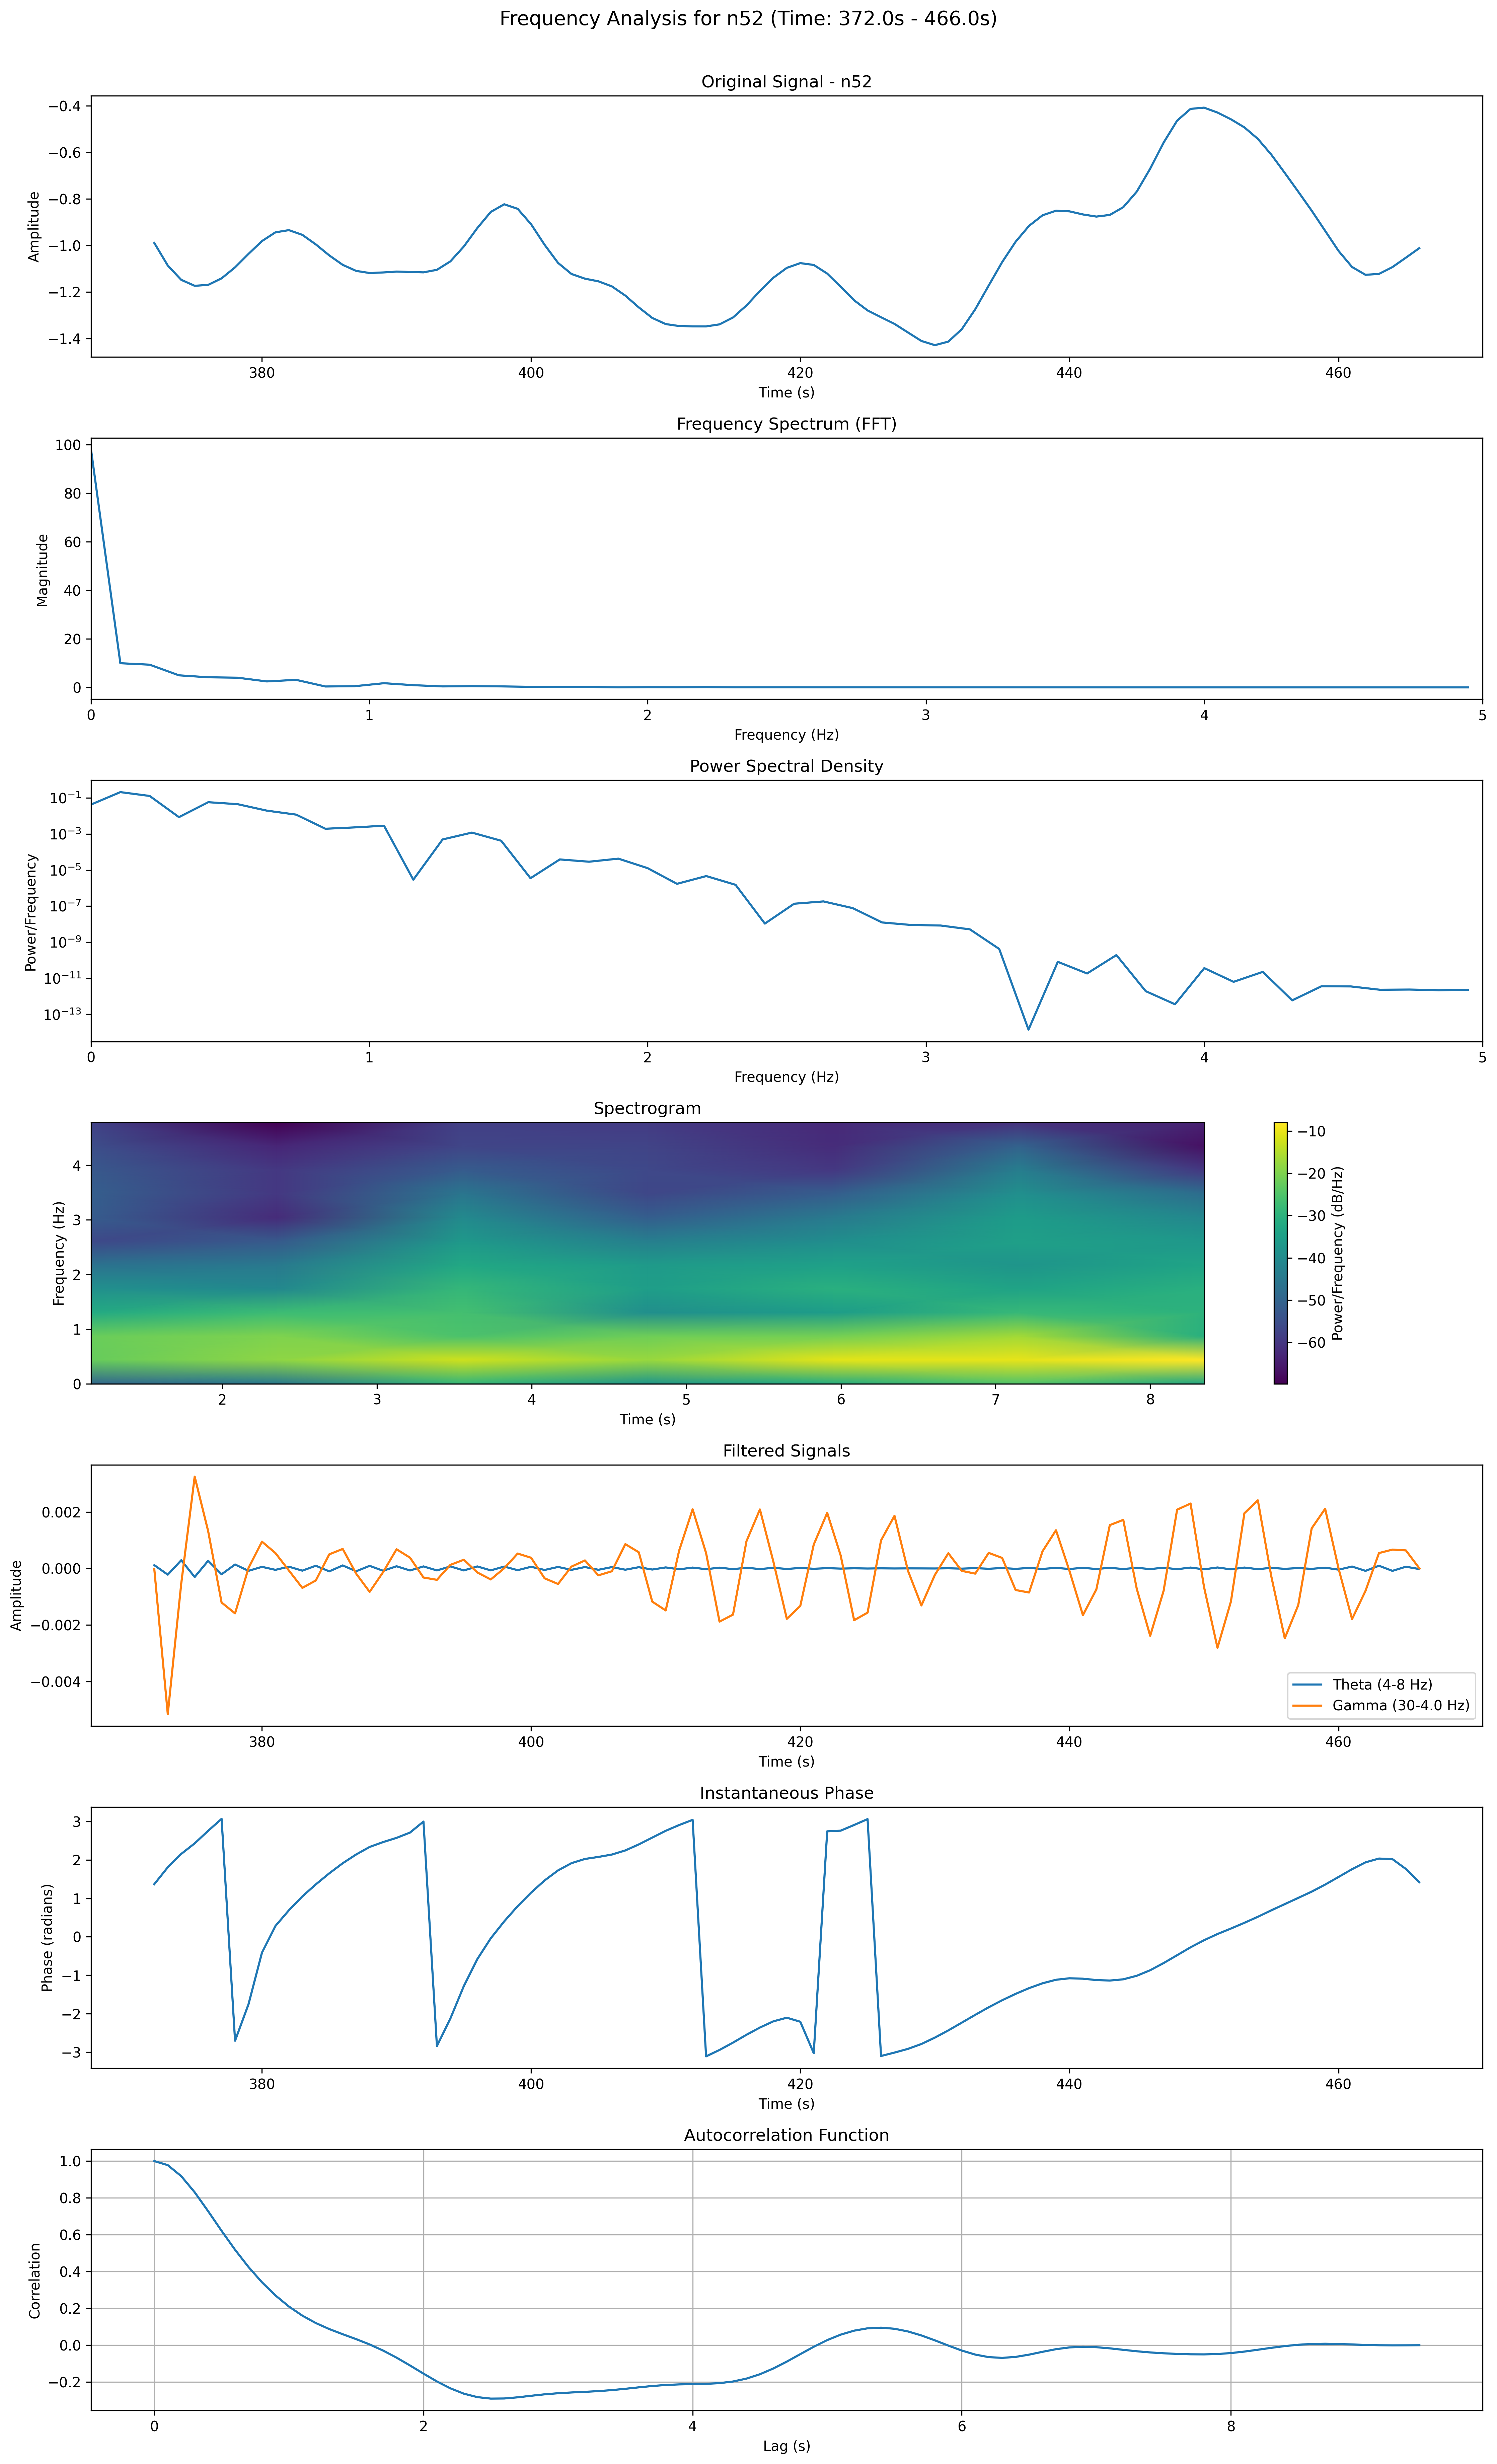 Frequency Analysis for n52 (Time: 372.0s - 466.0s)
Original Signal - n52
Amplitude
−0.4
−0.6
−0.8
−1.0
−1.2
−1.4
380 400 420 440 460
Time (s)
Frequency Spectrum (FFT)
Magnitude
100
80
60
40
20
0
0 1 2 3 4 5
Frequency (Hz)
Power Spectral Density
Power/Frequency
10⁻¹
10⁻³
10⁻⁵
10⁻⁷
10⁻⁹
10⁻¹¹
10⁻¹³
0 1 2 3 4 5
Frequency (Hz)
Spectrogram
Frequency (Hz)
4
3
2
1
0
2 3 4 5 6 7 8
Time (s)
−10
−20
−30
−40
−50
−60
Power/Frequency (dB/Hz)
Filtered Signals
Amplitude
0.002
0.000
−0.002
−0.004
Theta (4-8 Hz)
Gamma (30-4.0 Hz)
380 400 420 440 460
Time (s)
Instantaneous Phase
Phase (radians)
3
2
1
0
−1
−2
−3
380 400 420 440 460
Time (s)
Autocorrelation Function
Correlation
1.0
0.8
0.6
0.4
0.2
0.0
−0.2
0 2 4 6 8
Lag (s)